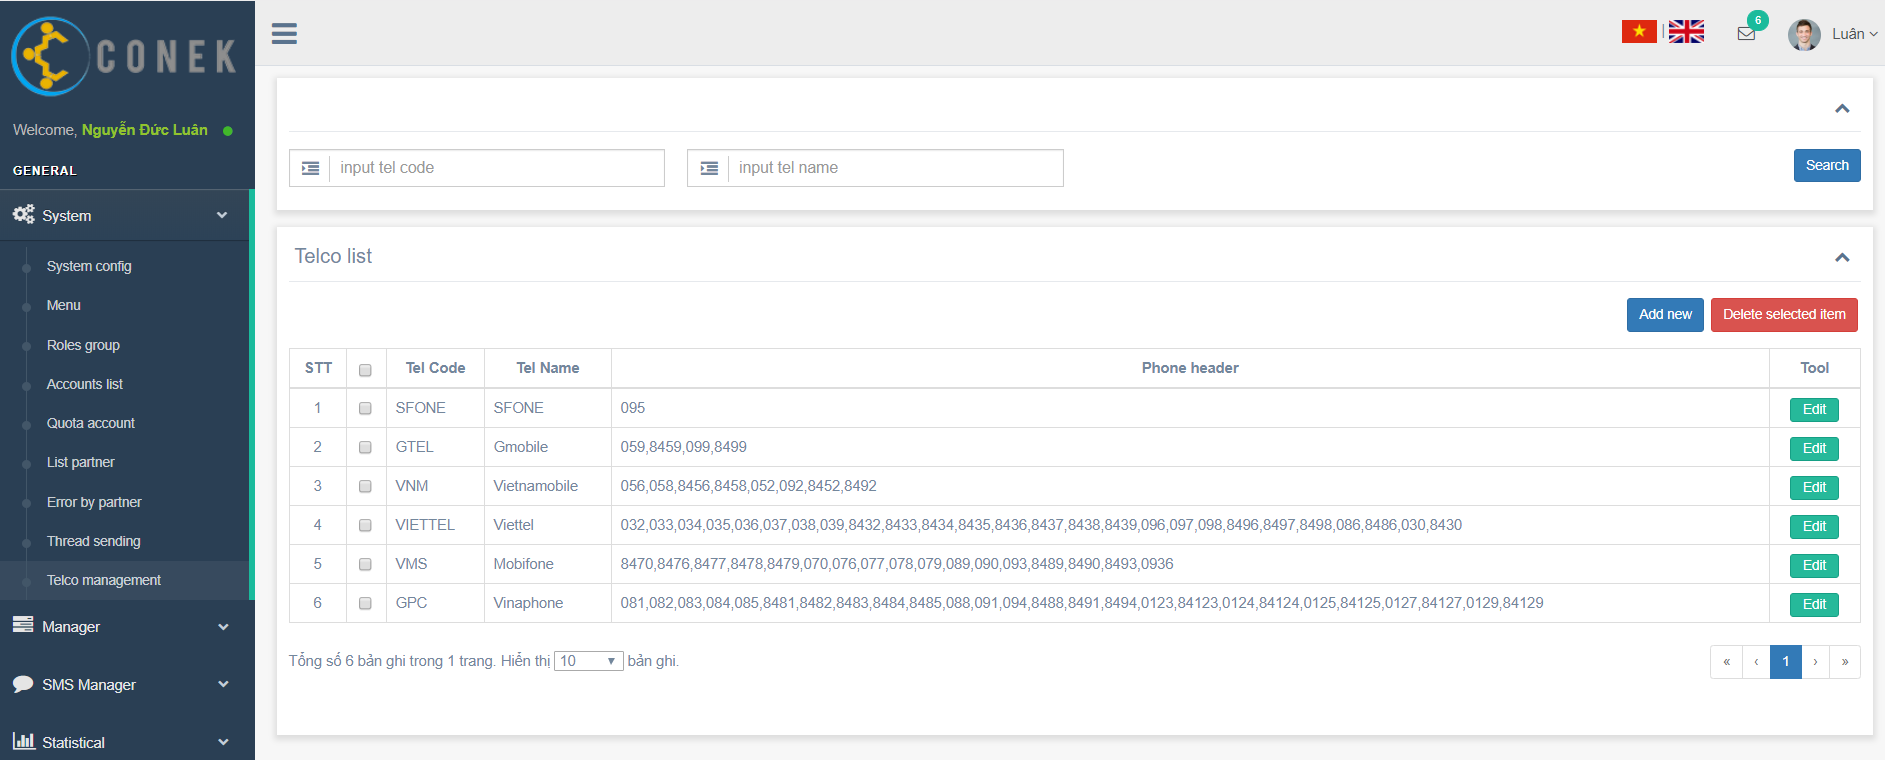 CONEK
Welcome, Nguyễn Đức Luân
GENERAL
System
System config
Menu
Roles group
Accounts list
Quota account
List partner
Error by partner
Thread sending
Telco management
Manager
SMS Manager
Statistical
| 6 Luân
input tel code input tel name Search
Telco list
Add new Delete selected item
STT Tel Code Tel Name Phone header Tool
1 SFONE SFONE 095 Edit
2 GTEL Gmobile 059,8459,099,8499 Edit
3 VNM Vietnamobile 056,058,8456,8458,052,092,8452,8492 Edit
4 VIETTEL Viettel 032,033,034,035,036,037,038,039,8432,8433,8434,8435,8436,8437,8438,8439,096,097,098,8496,8497,8498,086,8486,030,8430 Edit
5 VMS Mobifone 8470,8476,8477,8478,8479,070,076,077,078,079,089,090,093,8489,8490,8493,0936 Edit
6 GPC Vinaphone 081,082,083,084,085,8481,8482,8483,8484,8485,088,091,094,8488,8491,8494,0123,84123,0124,84124,0125,84125,0127,84127,0129,84129 Edit
Tổng số 6 bản ghi trong 1 trang. Hiển thị 10 bản ghi. « ‹ 1 › »